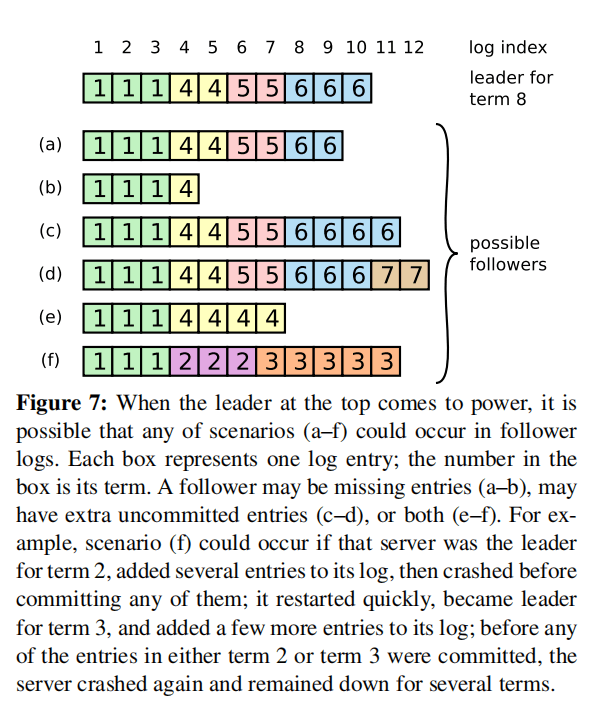 1 2 3 4 5 6 7 8 9 10 11 12 log index
1 1 1 4 4 5 5 6 6 6 leader for
term 8
(a) 1 1 1 4 4 5 5 6 6
(b) 1 1 1 4
(c) 1 1 1 4 4 5 5 6 6 6 6
(d) 1 1 1 4 4 5 5 6 6 6 7 7
(e) 1 1 1 4 4 4 4
(f) 1 1 1 2 2 2 3 3 3 3 3
possible
followers
Figure 7: When the leader at the top comes to power, it is
possible that any of scenarios (a–f) could occur in follower
logs. Each box represents one log entry; the number in the
box is its term. A follower may be missing entries (a–b), may
have extra uncommitted entries (c–d), or both (e–f). For ex-
ample, scenario (f) could occur if that server was the leader
for term 2, added several entries to its log, then crashed before
committing any of them; it restarted quickly, became leader
for term 3, and added a few more entries to its log; before any
of the entries in either term 2 or term 3 were committed, the
server crashed again and remained down for several terms.